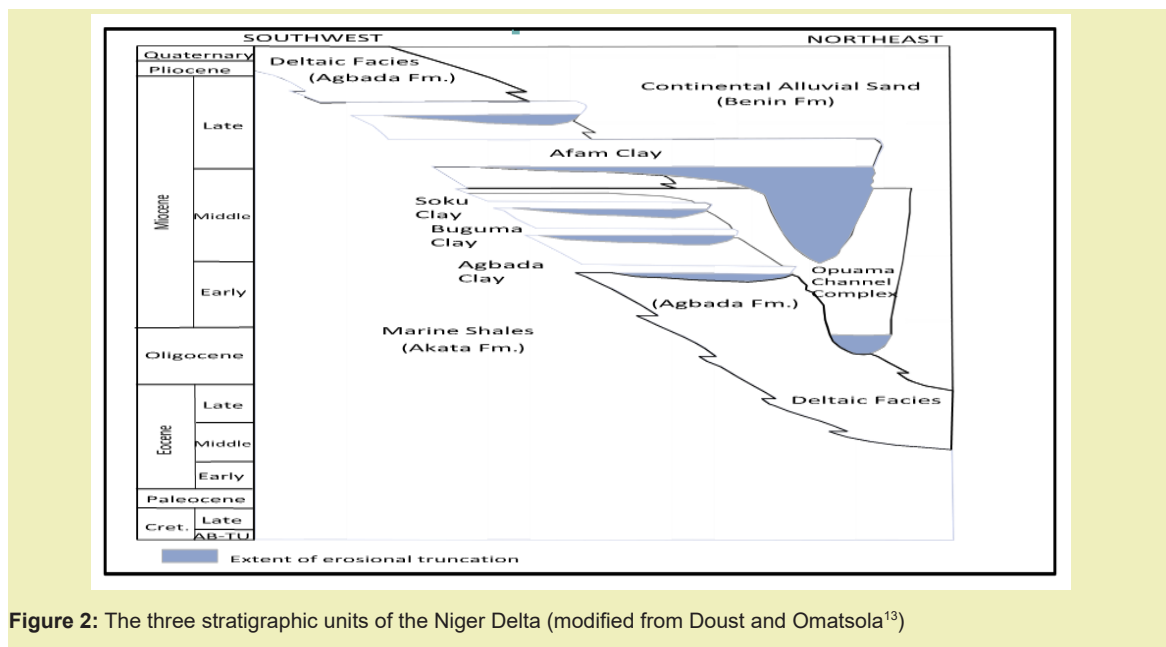 SOUTHWEST
NORTHEAST
Quaternary
Pliocene
Miocene
Late
Middle
Early
Oligocene
Eocene
Late
Middle
Early
Paleocene
Cret.
Late
AB-TU
Deltaic Facies
(Agbada Fm.)
Continental Alluvial Sand
(Benin Fm)
Afam Clay
Soku
Clay
Buguma
Clay
Agbada
Clay
Opuama
Channel
Complex
(Agbada Fm.)
Marine Shales
(Akata Fm.)
Deltaic Facies
Extent of erosional truncation
Figure 2: The three stratigraphic units of the Niger Delta (modified from Doust and Omatsola13)